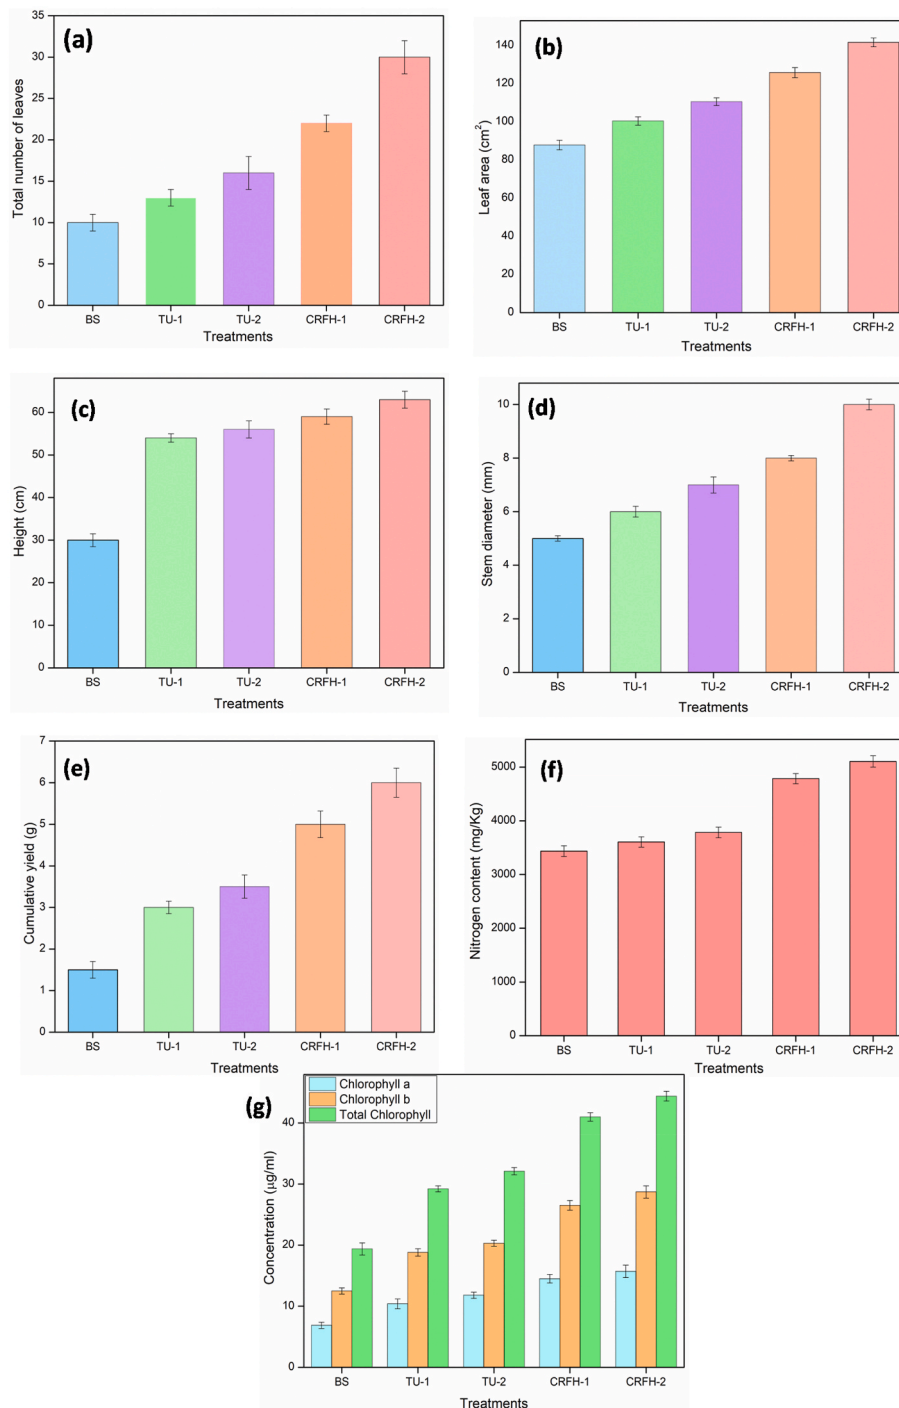 (a)
Total number of leaves
35
30
25
20
15
10
5
0
BS TU-1 TU-2 CRFH-1 CRFH-2
Treatments
(b)
Leaf area (cm²)
140
120
100
80
60
40
20
0
BS TU-1 TU-2 CRFH-1 CRFH-2
Treatments
(c)
Height (cm)
60
50
40
30
20
10
0
BS TU-1 TU-2 CRFH-1 CRFH-2
Treatments
(d)
Stem diameter (mm)
10
8
6
4
2
0
BS TU-1 TU-2 CRFH-1 CRFH-2
Treatments
(e)
Cumulative yield (g)
7
6
5
4
3
2
1
0
BS TU-1 TU-2 CRFH-1 CRFH-2
Treatments
(f)
Nitrogen content (mg/Kg)
5000
4000
3000
2000
1000
0
BS TU-1 TU-2 CRFH-1 CRFH-2
Treatments
(g)
Chlorophyll a
Chlorophyll b
Total Chlorophyll
Concentration (µg/ml)
40
30
20
10
0
BS TU-1 TU-2 CRFH-1 CRFH-2
Treatments